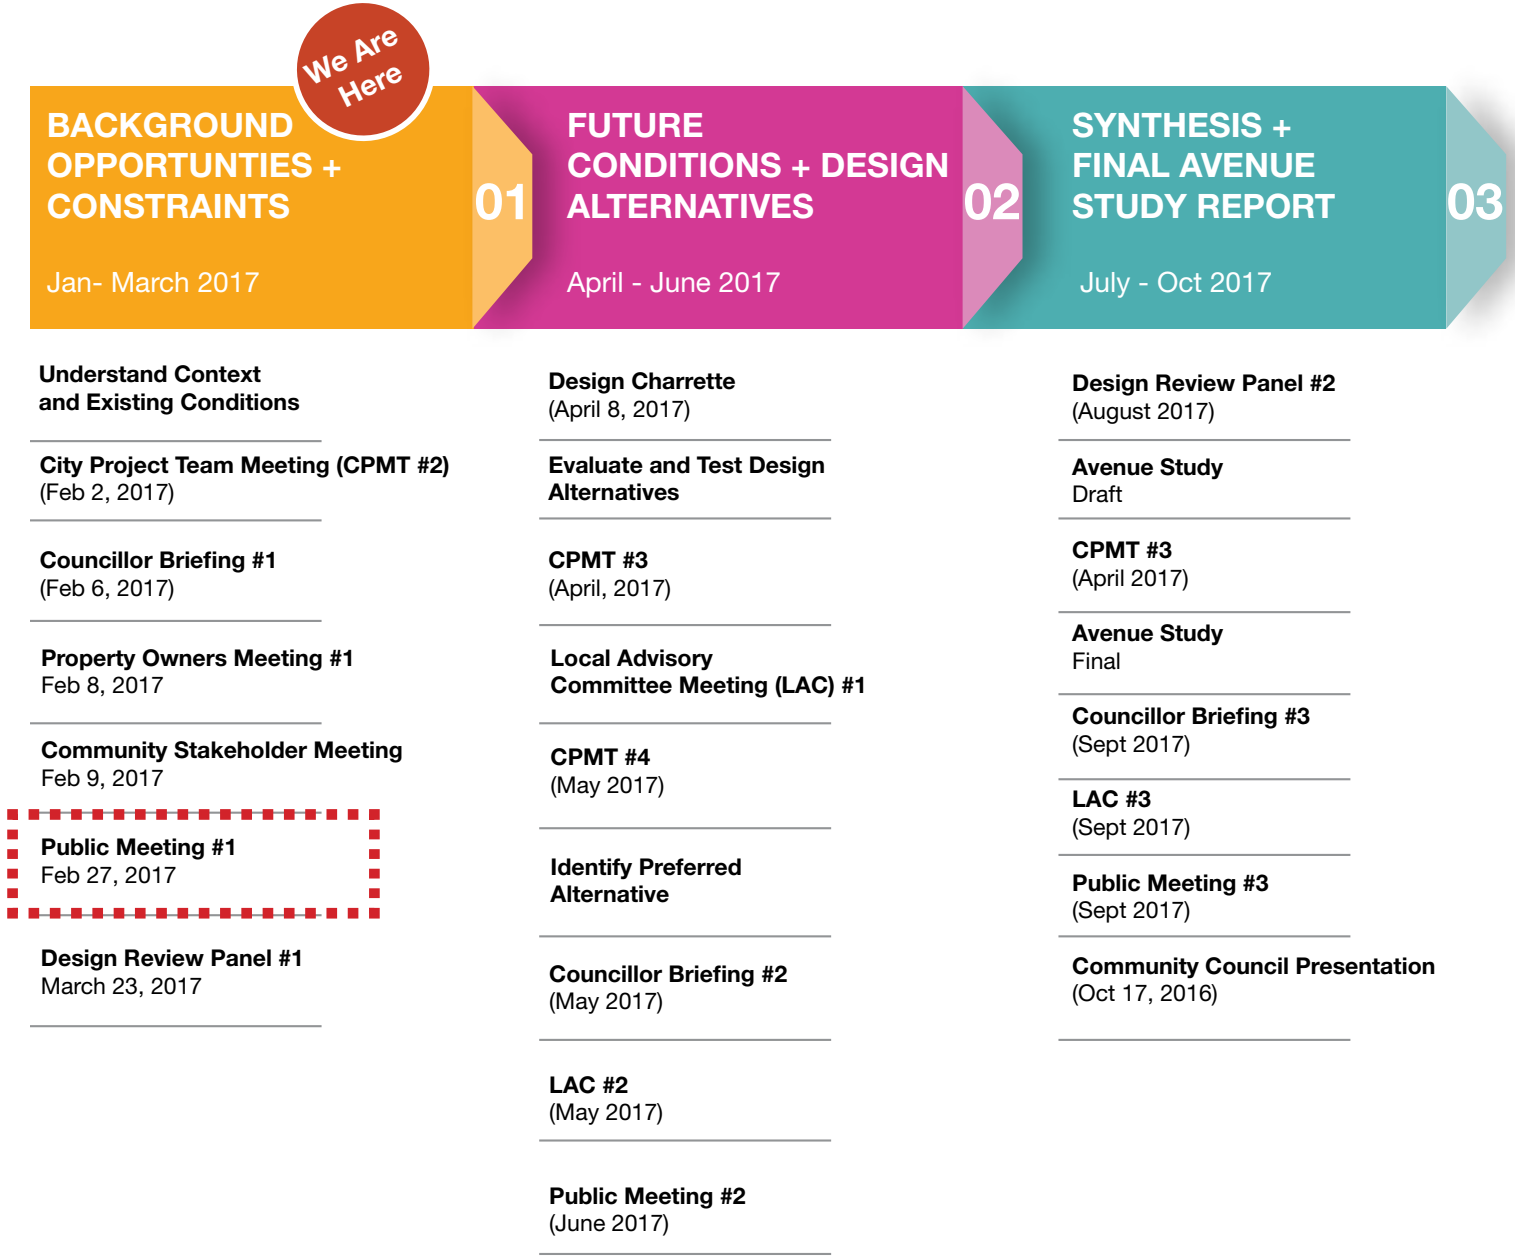 We Are
Here
BACKGROUND
OPPORTUNTIES +
CONSTRAINTS
Jan- March 2017
01
Understand Context
and Existing Conditions
City Project Team Meeting (CPMT #2)
(Feb 2, 2017)
Councillor Briefing #1
(Feb 6, 2017)
Property Owners Meeting #1
Feb 8, 2017
Community Stakeholder Meeting
Feb 9, 2017
Public Meeting #1
Feb 27, 2017
Design Review Panel #1
March 23, 2017
FUTURE
CONDITIONS + DESIGN
ALTERNATIVES
April - June 2017
02
Design Charrette
(April 8, 2017)
Evaluate and Test Design
Alternatives
CPMT #3
(April, 2017)
Local Advisory
Committee Meeting (LAC) #1
CPMT #4
(May 2017)
Identify Preferred
Alternative
Councillor Briefing #2
(May 2017)
LAC #2
(May 2017)
Public Meeting #2
(June 2017)
SYNTHESIS +
FINAL AVENUE
STUDY REPORT
July - Oct 2017
03
Design Review Panel #2
(August 2017)
Avenue Study
Draft
CPMT #3
(April 2017)
Avenue Study
Final
Councillor Briefing #3
(Sept 2017)
LAC #3
(Sept 2017)
Public Meeting #3
(Sept 2017)
Community Council Presentation
(Oct 17, 2016)